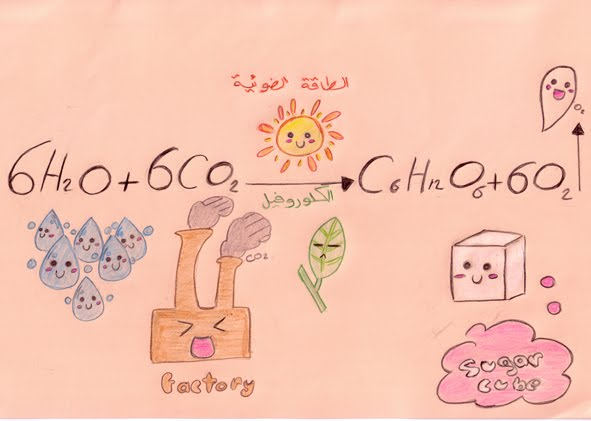 الطاقة الضوئية
6H₂O + 6CO₂ → C₆H₁₂O₆ + 6O₂ ↑
O₂
الكلوروفيل
CO₂
factory
Sugar
cube